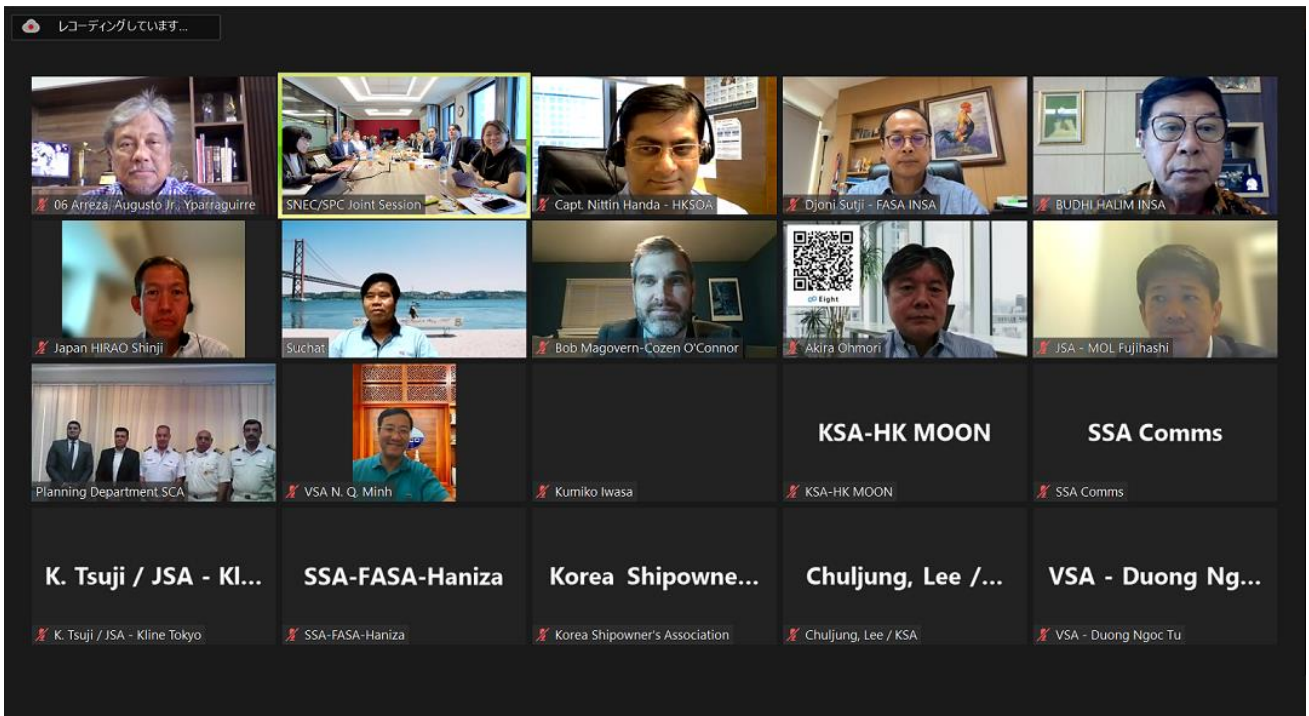 レコーディングしています...
06 Arreza, Augusto Jr., Yparraguirre
SNEC/SPC Joint Session
Capt. Nittin Handa - HKSOA
Djoni Sutji - FASA INSA
BUDHI HALIM INSA
Japan HIRAO Shinji
Suchat
Bob Magovern-Cozen O'Connor
Eight
Akira Ohmori
JSA - MOL Fujihashi
Planning Department SCA
VSA N. Q. Minh
Kumiko Iwasa
KSA-HK MOON
KSA-HK MOON
SSA Comms
SSA Comms
K. Tsuji / JSA - Kl...
K. Tsuji / JSA - Kline Tokyo
SSA-FASA-Haniza
SSA-FASA-Haniza
Korea Shipowne...
Korea Shipowner's Association
Chuljung, Lee /...
Chuljung, Lee / KSA
VSA - Duong Ng...
VSA - Duong Ngoc Tu